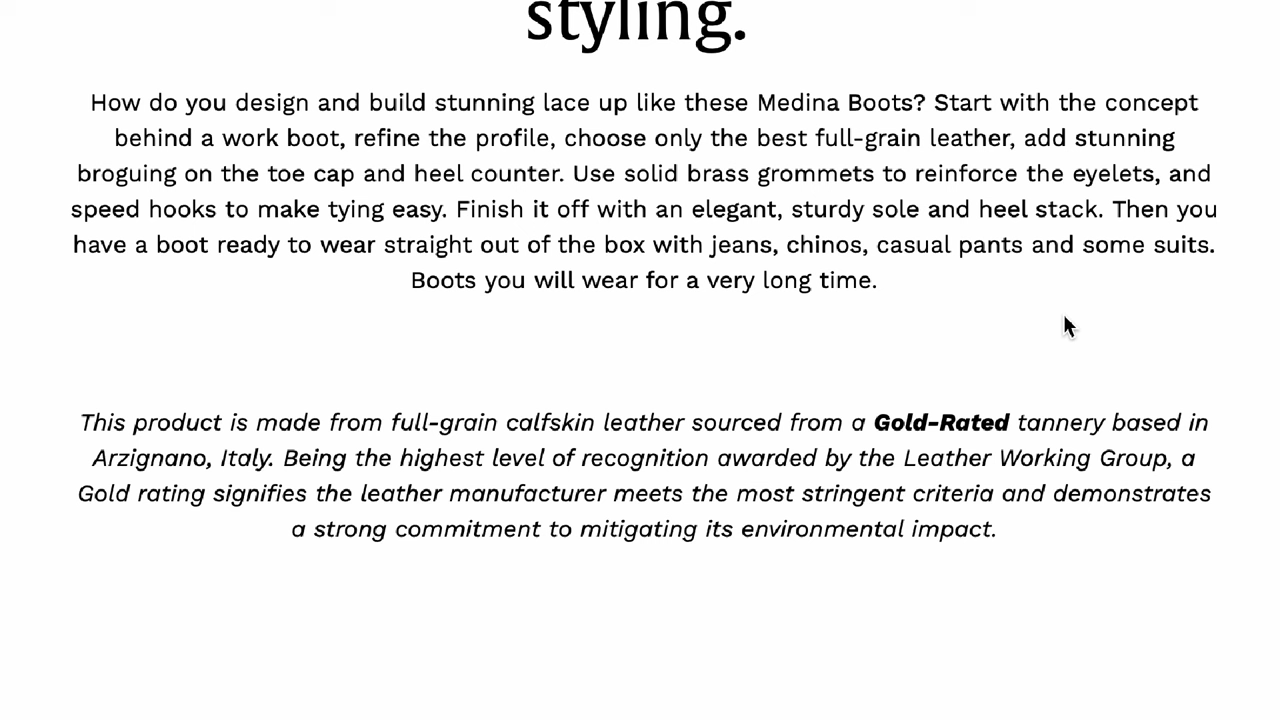 styling.
How do you design and build stunning lace up like these Medina Boots? Start with the concept
behind a work boot, refine the profile, choose only the best full-grain leather, add stunning
broguing on the toe cap and heel counter. Use solid brass grommets to reinforce the eyelets, and
speed hooks to make tying easy. Finish it off with an elegant, sturdy sole and heel stack. Then you
have a boot ready to wear straight out of the box with jeans, chinos, casual pants and some suits.
Boots you will wear for a very long time.
This product is made from full-grain calfskin leather sourced from a Gold-Rated tannery based in
Arzignano, Italy. Being the highest level of recognition awarded by the Leather Working Group, a
Gold rating signifies the leather manufacturer meets the most stringent criteria and demonstrates
a strong commitment to mitigating its environmental impact.